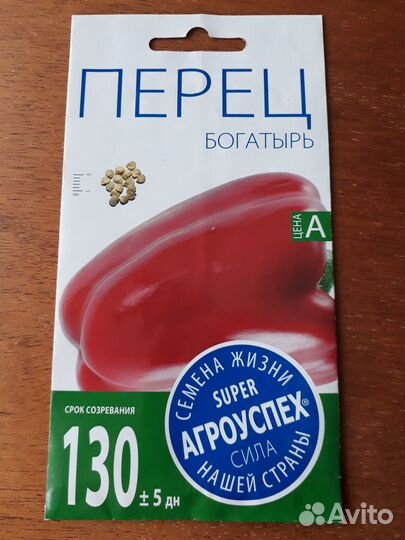 ПЕРЕЦ
БОГАТЫРЬ
ЦЕНА А
СЕМЕНА ЖИЗНИ
SUPER
АГРОУСПЕХ®
СИЛА
НАШЕЙ СТРАНЫ
СРОК СОЗРЕВАНИЯ
130 ± 5 дн
Avito